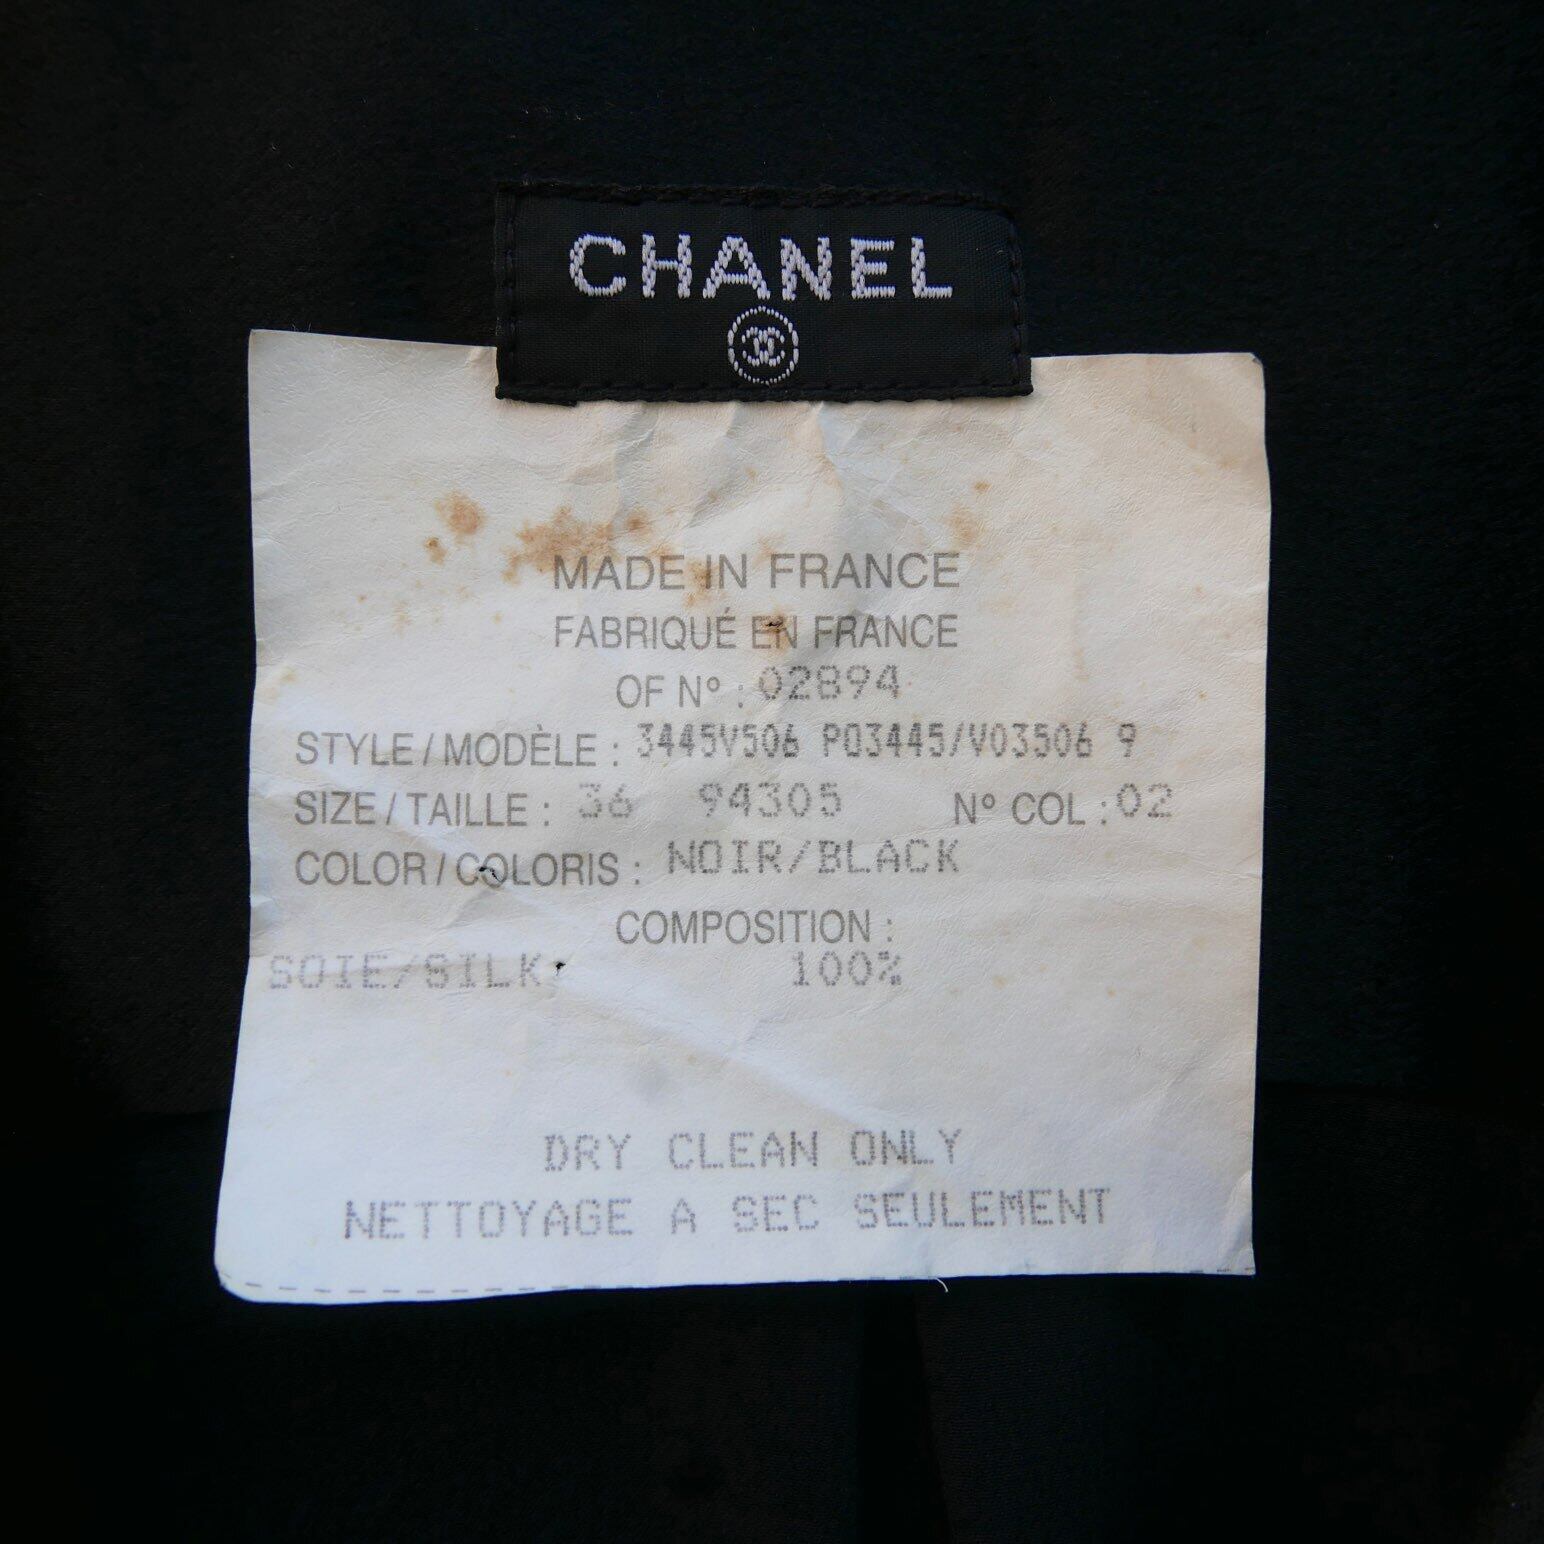 CHANEL
MADE IN FRANCE
FABRIQUÉ EN FRANCE
OF N° : 02894
STYLE / MODÈLE : 3445V506 P03445/V03506 9
SIZE / TAILLE : 36 94305 N° COL : 02
COLOR / COLORIS : NOIR/BLACK
COMPOSITION :
SOIE/SILK 100%
DRY CLEAN ONLY
NETTOYAGE A SEC SEULEMENT